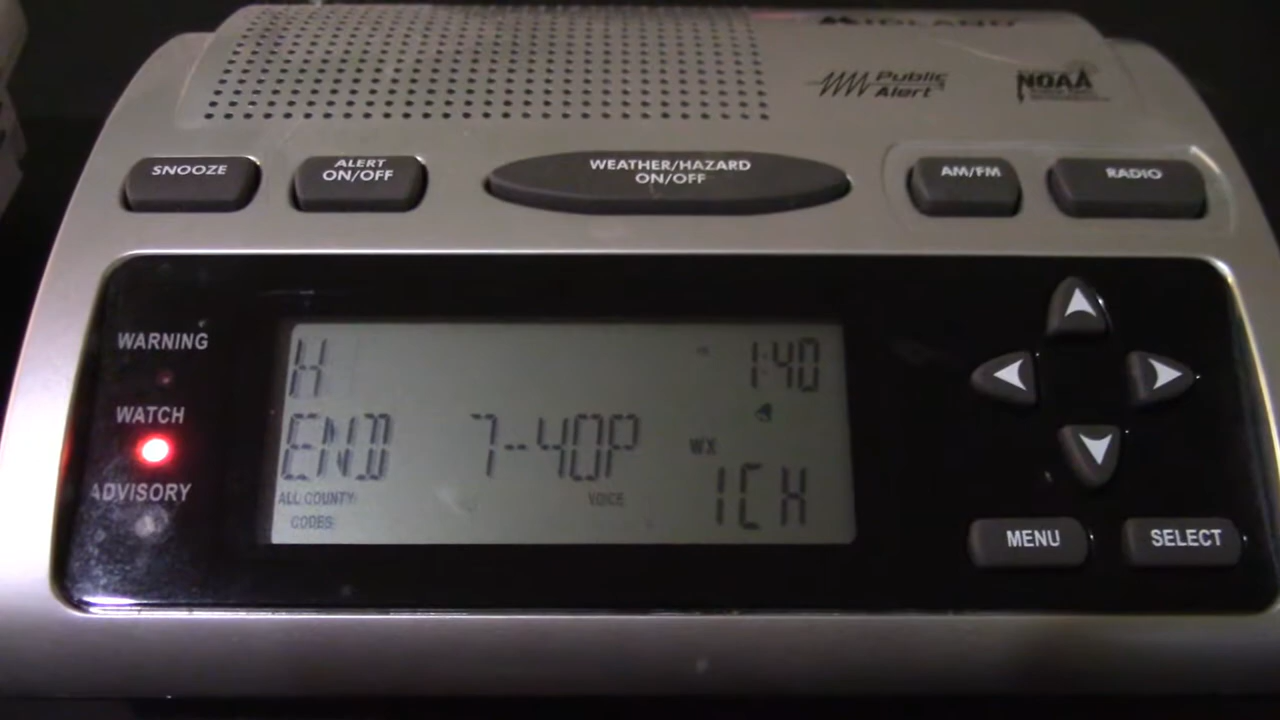 MIDLAND
Public
Alert
NOAA
SNOOZE
ALERT
ON/OFF
WEATHER/HAZARD
ON/OFF
AM/FM
RADIO
WARNING
WATCH
ADVISORY
H 1:40
END 7-40P
WX
1CH
ALL COUNTY
CODES
VOICE
MENU
SELECT